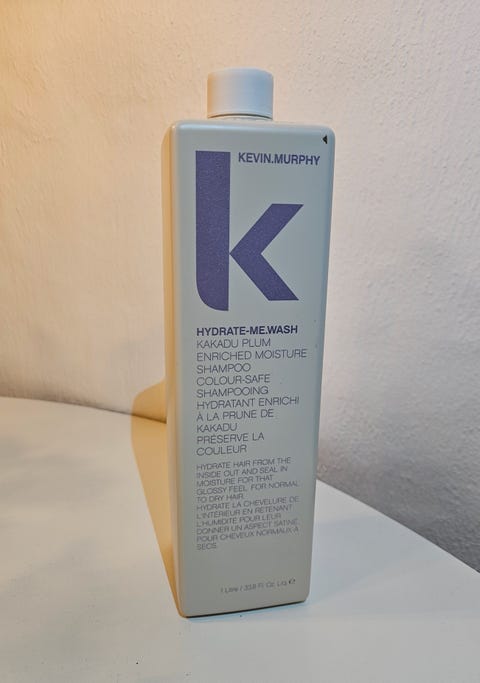 KEVIN.MURPHY
k
HYDRATE-ME.WASH
KAKADU PLUM
ENRICHED MOISTURE
SHAMPOO
COLOUR-SAFE
SHAMPOOING
HYDRATANT ENRICHI
À LA PRUNE DE
KAKADU
PRÉSERVE LA
COULEUR
HYDRATE HAIR FROM THE
INSIDE OUT AND SEAL IN
MOISTURE FOR THAT
GLOSSY FEEL. FOR NORMAL
TO DRY HAIR.
HYDRATE LA CHEVELURE DE
L'INTÉRIEUR EN RETENANT
L'HUMIDITÉ POUR LEUR
DONNER UN ASPECT SATINÉ.
POUR CHEVEUX NORMAUX À
SECS.
1 Litre / 33.8 Fl. Oz. Liq. ℮